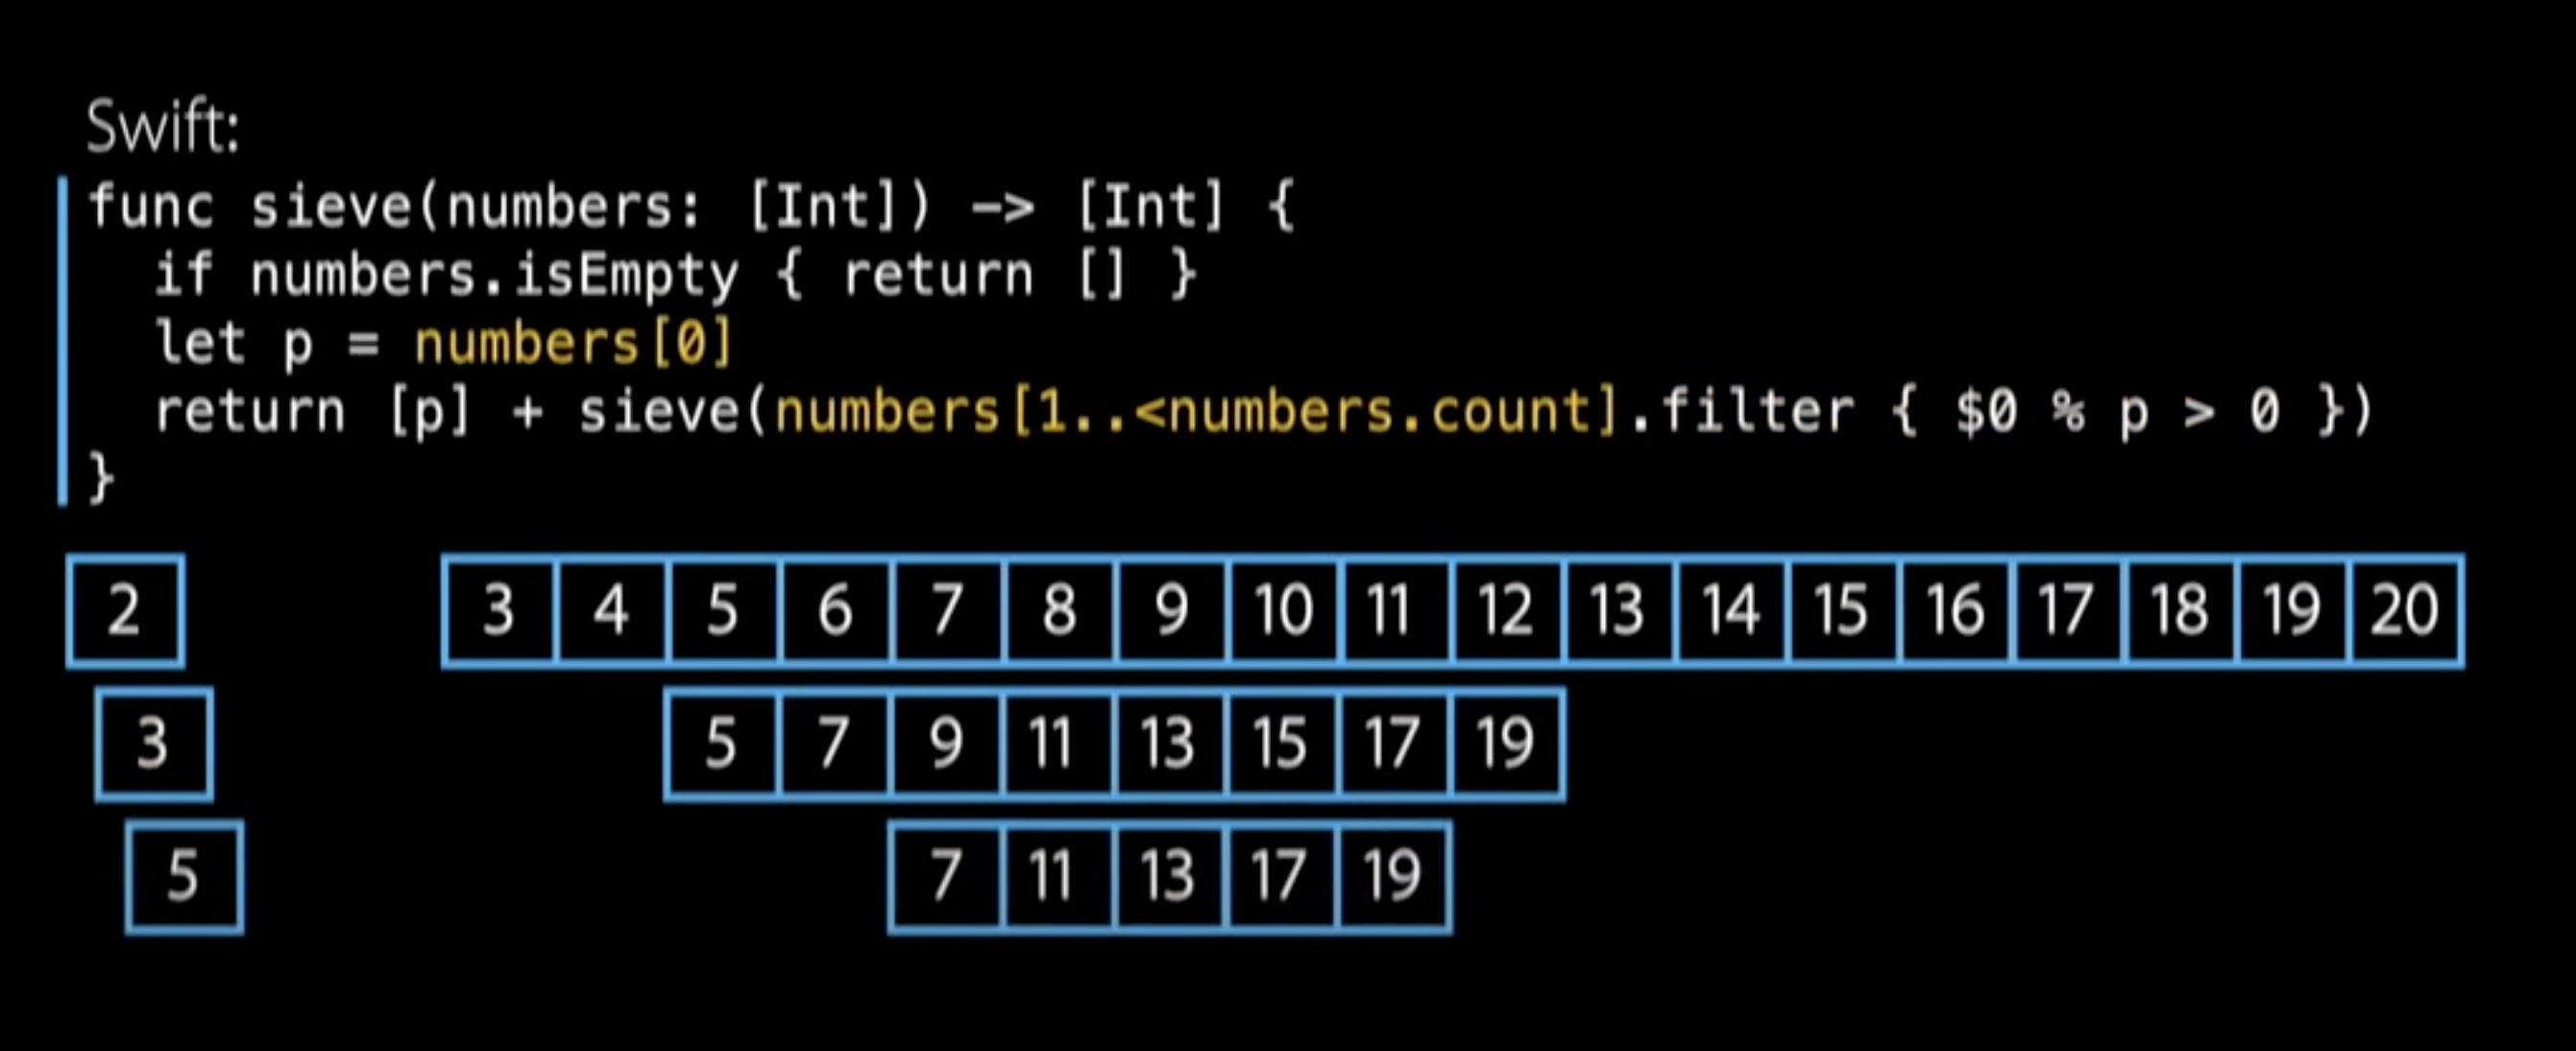 Swift:
func sieve(numbers: [Int]) -> [Int] {
  if numbers.isEmpty { return [] }
  let p = numbers[0]
  return [p] + sieve(numbers[1..<numbers.count].filter { $0 % p > 0 })
}
2 3 4 5 6 7 8 9 10 11 12 13 14 15 16 17 18 19 20
3 5 7 9 11 13 15 17 19
5 7 11 13 17 19